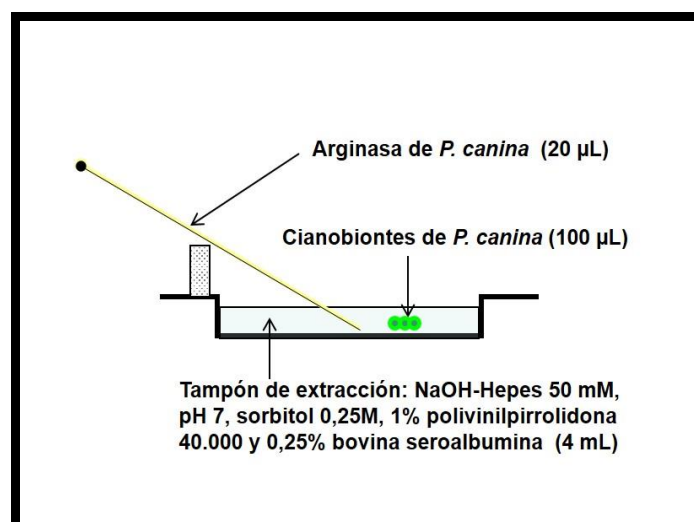 Arginasa de P. canina (20 µL)
Cianobiontes de P. canina (100 µL)
Tampón de extracción: NaOH-Hepes 50 mM,
pH 7, sorbitol 0,25M, 1% polivinilpirrolidona
40.000 y 0,25% bovina seroalbumina (4 mL)